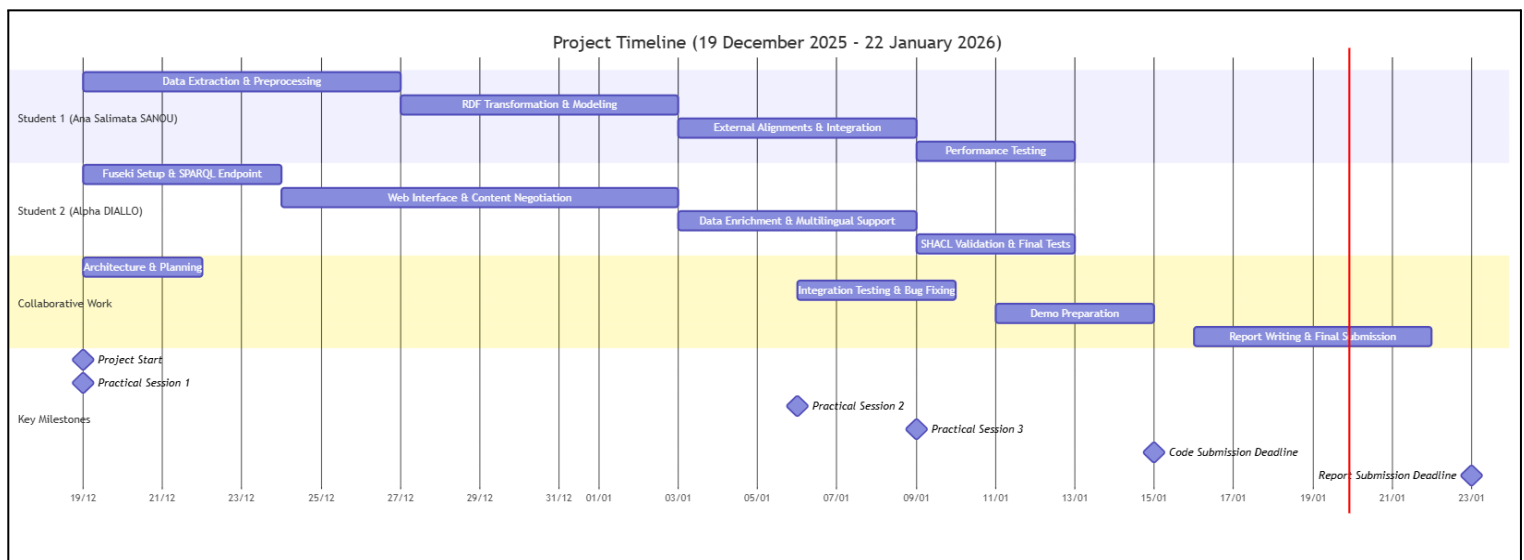 Project Timeline (19 December 2025 - 22 January 2026)
Data Extraction & Preprocessing
RDF Transformation & Modeling
Student 1 (Ana Salimata SANOU)
External Alignments & Integration
Performance Testing
Fuseki Setup & SPARQL Endpoint
Web Interface & Content Negotiation
Student 2 (Alpha DIALLO)
Data Enrichment & Multilingual Support
SHACL Validation & Final Tests
Architecture & Planning
Integration Testing & Bug Fixing
Collaborative Work
Demo Preparation
Report Writing & Final Submission
Project Start
Practical Session 1
Practical Session 2
Key Milestones
Practical Session 3
Code Submission Deadline
Report Submission Deadline
19/12 21/12 23/12 25/12 27/12 29/12 31/12 01/01 03/01 05/01 07/01 09/01 11/01 13/01 15/01 17/01 19/01 21/01 23/01